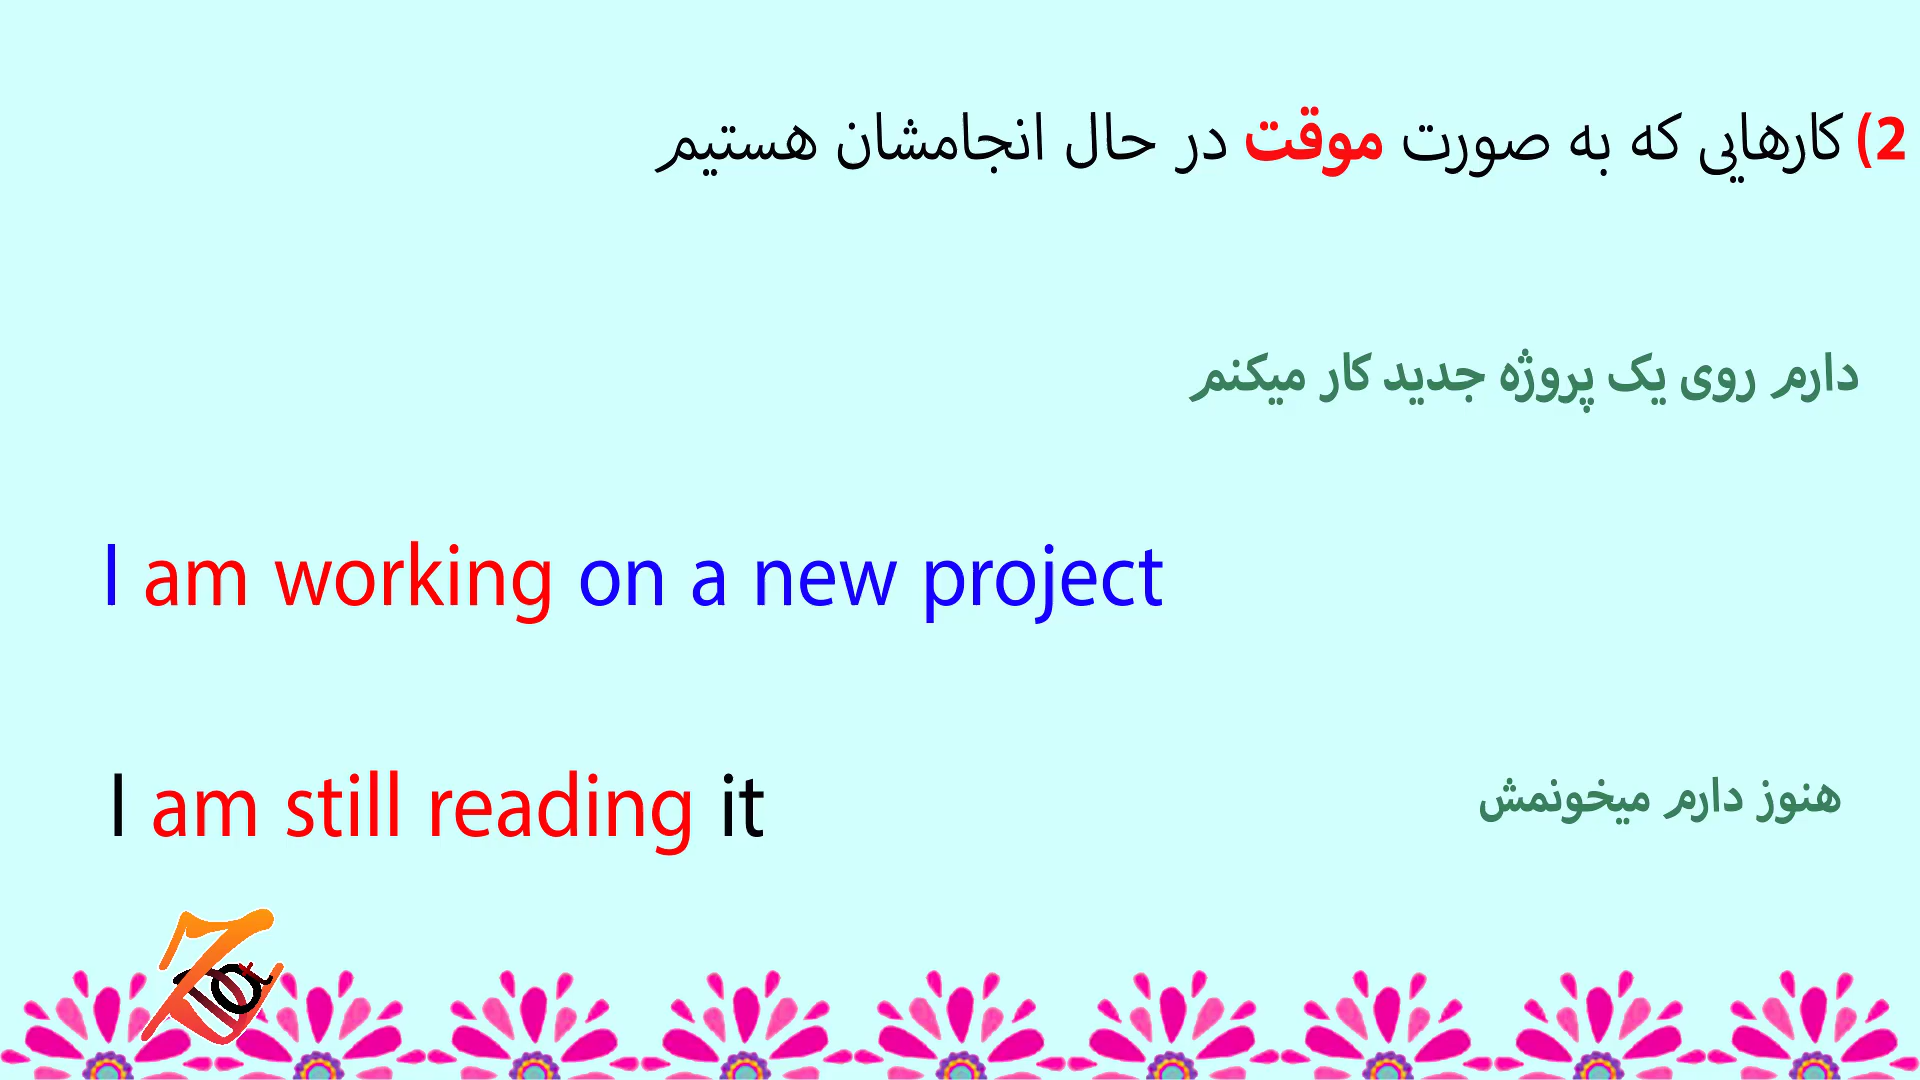 2) کارهایی که به صورت موقت در حال انجامشان هستیم
دارم روی یک پروژه جدید کار میکنم
I am working on a new project
I am still reading it
هنوز دارم میخونمش